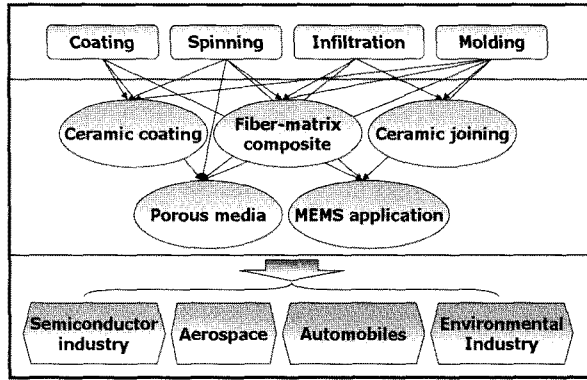 Coating
Spinning
Infiltration
Molding
Ceramic coating
Fiber-matrix
composite
Ceramic joining
Porous media
MEMS application
Semiconductor
industry
Aerospace
Automobiles
Environmental
Industry